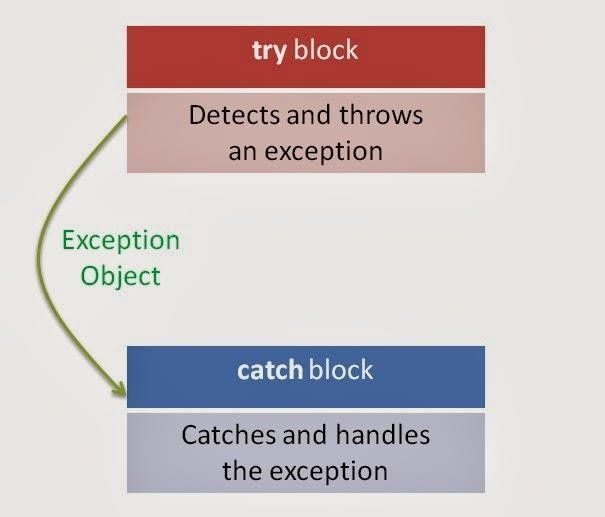 try block
Detects and throws
an exception
Exception
Object
catch block
Catches and handles
the exception